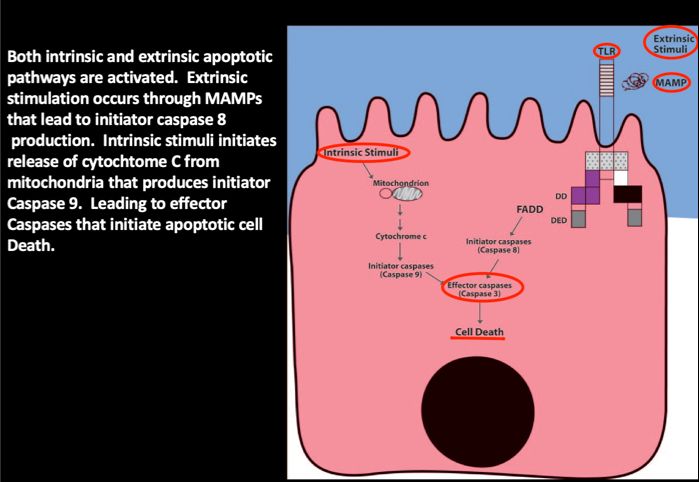 Both intrinsic and extrinsic apoptotic
pathways are activated.  Extrinsic
stimulation occurs through MAMPs
that lead to initiator caspase 8
production.  Intrinsic stimuli initiates
release of cytochtome C from
mitochondria that produces initiator
Caspase 9.  Leading to effector
Caspases that initiate apoptotic cell
Death.
Extrinsic
Stimuli
TLR
MAMP
Intrinsic Stimuli
Mitochondrion
DD
FADD
DED
Cytochrome c
Initiator caspases
(Caspase 8)
Initiator caspases
(Caspase 9)
Effector caspases
(Caspase 3)
Cell Death